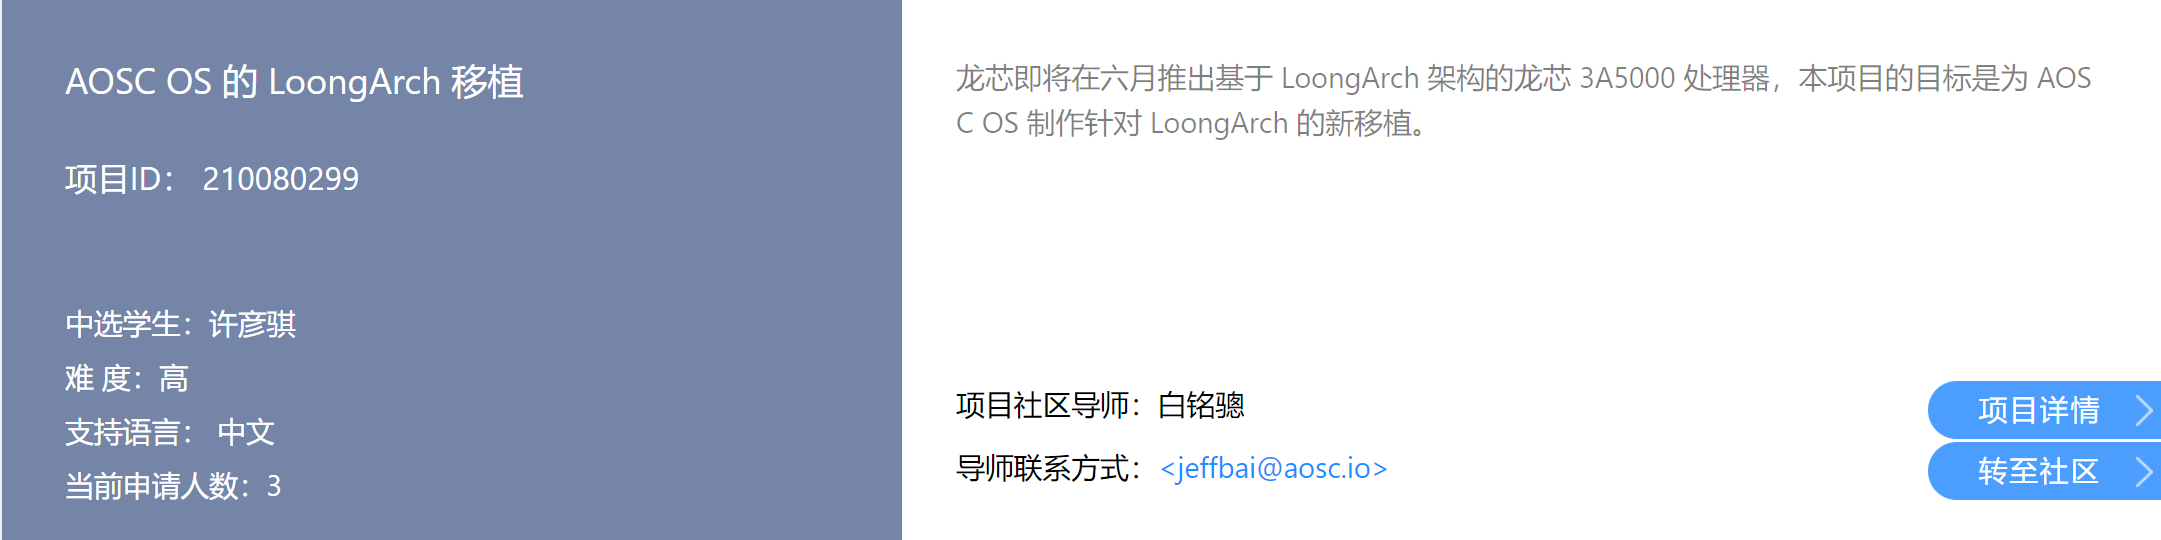 AOSC OS 的 LoongArch 移植
项目ID： 210080299
中选学生：许彦骐
难 度：高
支持语言： 中文
当前申请人数：3
龙芯即将在六月推出基于 LoongArch 架构的龙芯 3A5000 处理器，本项目的目标是为 AOS
C OS 制作针对 LoongArch 的新移植。
项目社区导师：白铭骢
导师联系方式：<jeffbai@aosc.io>
项目详情
转至社区